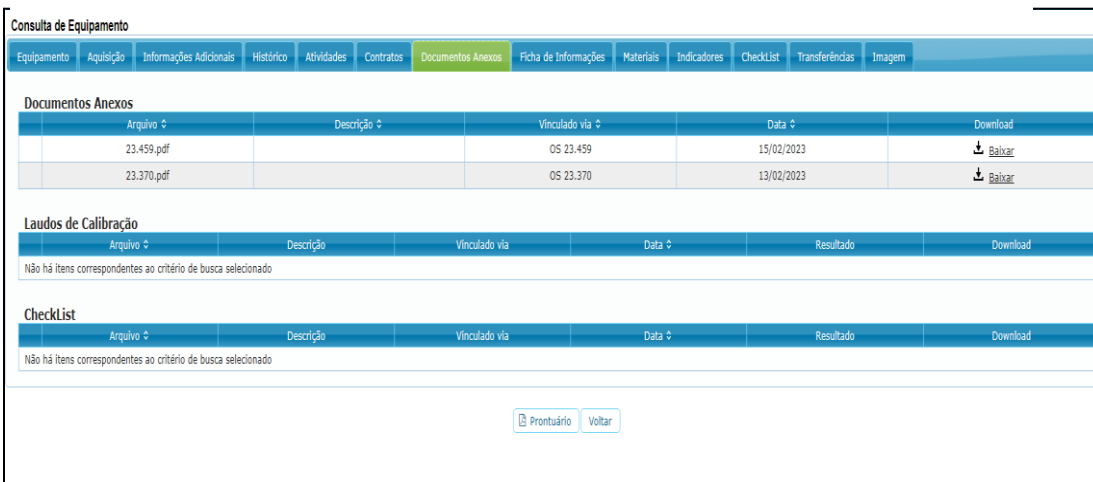 Consulta de Equipamento
Equipamento Aquisição Informações Adicionais Histórico Atividades Contratos Documentos Anexos Ficha de Informações Materiais Indicadores CheckList Transferências Imagem
Documentos Anexos
Arquivo Descrição Vinculado via Data Download
23.459.pdf OS 23.459 15/02/2023 Baixar
23.370.pdf OS 23.370 13/02/2023 Baixar
Laudos de Calibração
Arquivo Descrição Vinculado via Data Resultado Download
Não há itens correspondentes ao critério de busca selecionado
CheckList
Arquivo Descrição Vinculado via Data Resultado Download
Não há itens correspondentes ao critério de busca selecionado
Prontuário Voltar